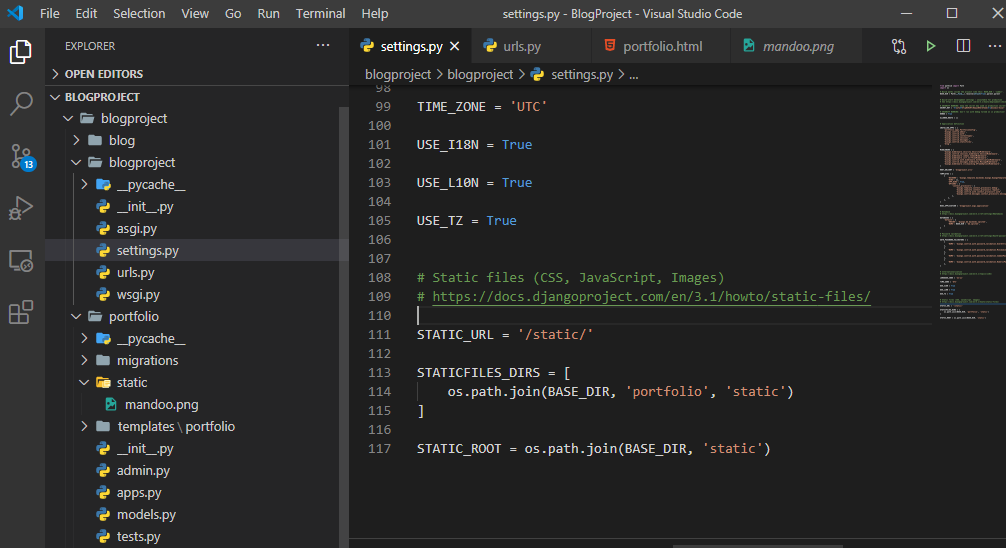 File Edit Selection View Go Run Terminal Help settings.py - BlogProject - Visual Studio Code
EXPLORER
OPEN EDITORS
BLOGPROJECT
blogproject
blog
blogproject
__pycache__
__init__.py
asgi.py
settings.py
urls.py
wsgi.py
portfolio
__pycache__
migrations
static
mandoo.png
templates \ portfolio
__init__.py
admin.py
apps.py
models.py
tests.py
13
settings.py urls.py portfolio.html mandoo.png
blogproject > blogproject > settings.py > ...
98
99 TIME_ZONE = 'UTC'
100
101 USE_I18N = True
102
103 USE_L10N = True
104
105 USE_TZ = True
106
107
108 # Static files (CSS, JavaScript, Images)
109 # https://docs.djangoproject.com/en/3.1/howto/static-files/
110
111 STATIC_URL = '/static/'
112
113 STATICFILES_DIRS = [
114 os.path.join(BASE_DIR, 'portfolio', 'static')
115 ]
116
117 STATIC_ROOT = os.path.join(BASE_DIR, 'static')